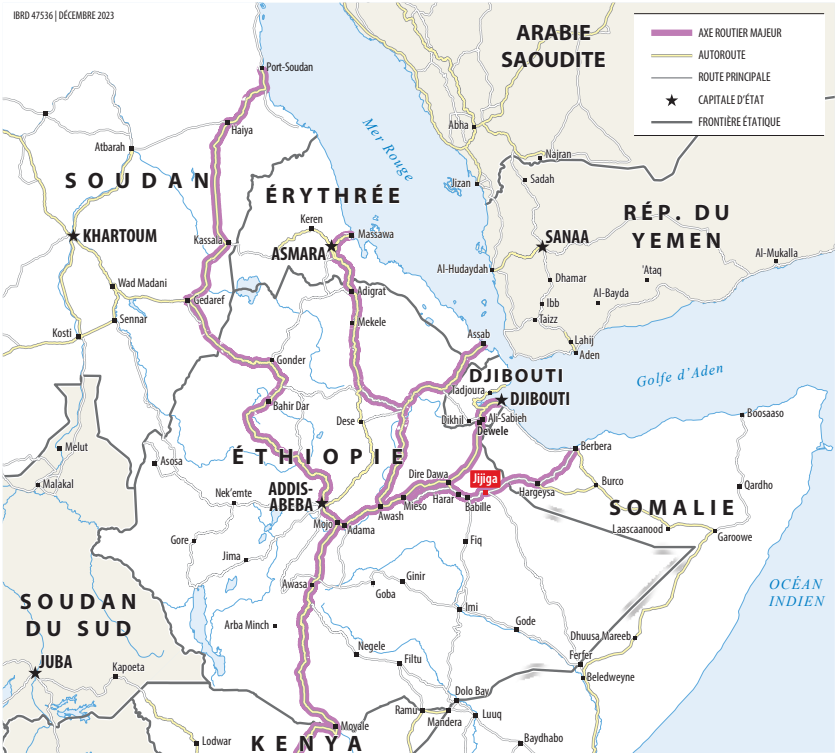 IBRD 47536 | DÉCEMBRE 2023
AXE ROUTIER MAJEUR
AUTOROUTE
ROUTE PRINCIPALE
CAPITALE D'ÉTAT
FRONTIÈRE ÉTATIQUE
ARABIE
SAOUDITE
Port-Soudan
Haiya
Atbarah
Abha
Najran
Mer Rouge
SOUDAN
Jizan
Sadah
ÉRYTHRÉE
Keren
Massawa
RÉP. DU
YEMEN
KHARTOUM
Kassala
ASMARA
SANAA
Al-Hudaydah
Al-Mukalla
'Ataq
Wad Madani
Gedaref
Adigrat
Dhamar
Al-Bayda
Ibb
Sennar
Mekele
Taizz
Kosti
Assab
Lahij
Aden
Gonder
DJIBOUTI
Golfe d'Aden
Tadjoura
DJIBOUTI
Bahir Dar
Dese
Dikhil
Ali-Sabieh
Dewele
Boosaaso
Melut
ÉTHIOPIE
Berbera
Asosa
Malakal
Dire Dawa
Jijiga
Nek'emte
ADDIS-
ABEBA
Harar
Babille
Hargeysa
Burco
Qardho
Mieso
Awash
SOMALIE
Mojo
Adama
Laascaanood
Garoowe
Gore
Jima
Fiq
Awasa
Goba
Ginir
OCÉAN
INDIEN
SOUDAN
DU SUD
Imi
Gode
Arba Minch
Dhuusa Mareeb
Negele
Filtu
Ferfer
JUBA
Kapoeta
Beledweyne
Dolo Bay
Ramu
Mandera
Luuq
Moyale
Lodwar
KENYA
Baydhabo